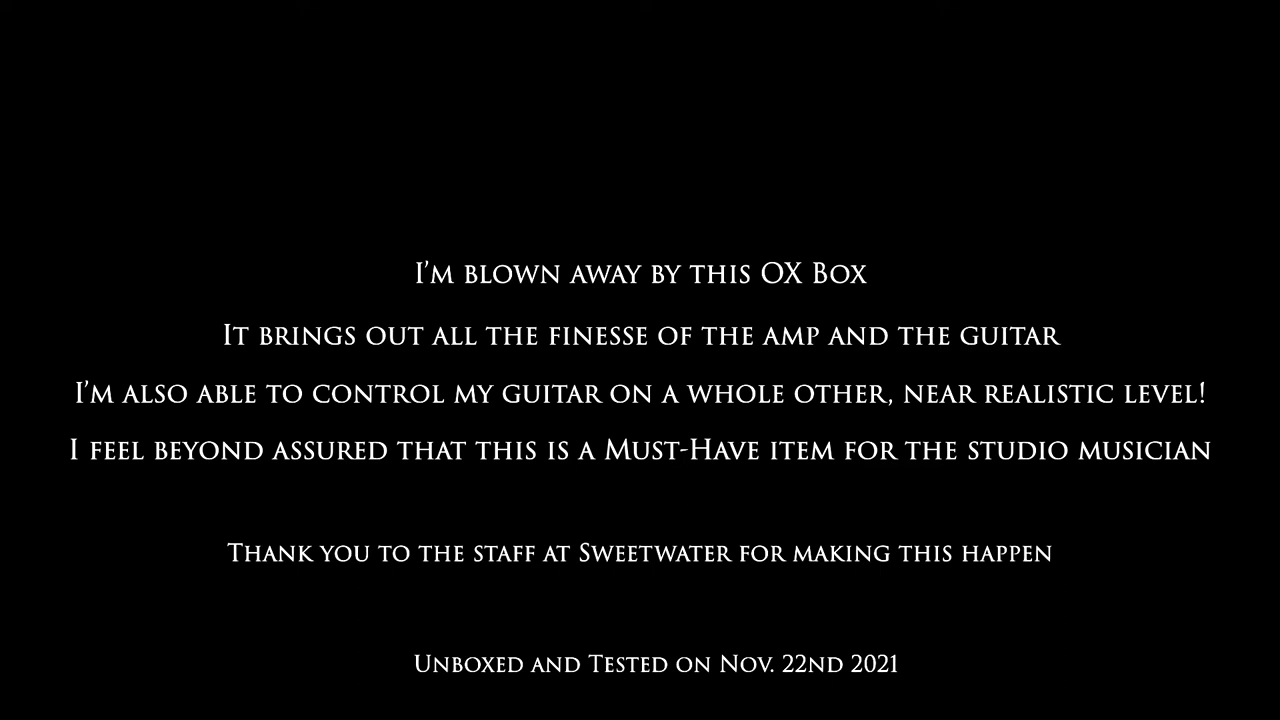 I'm blown away by this OX Box
It brings out all the finesse of the amp and the guitar
I'm also able to control my guitar on a whole other, near realistic level!
I feel beyond assured that this is a Must-Have item for the studio musician
Thank you to the staff at Sweetwater for making this happen
Unboxed and Tested on Nov. 22nd 2021